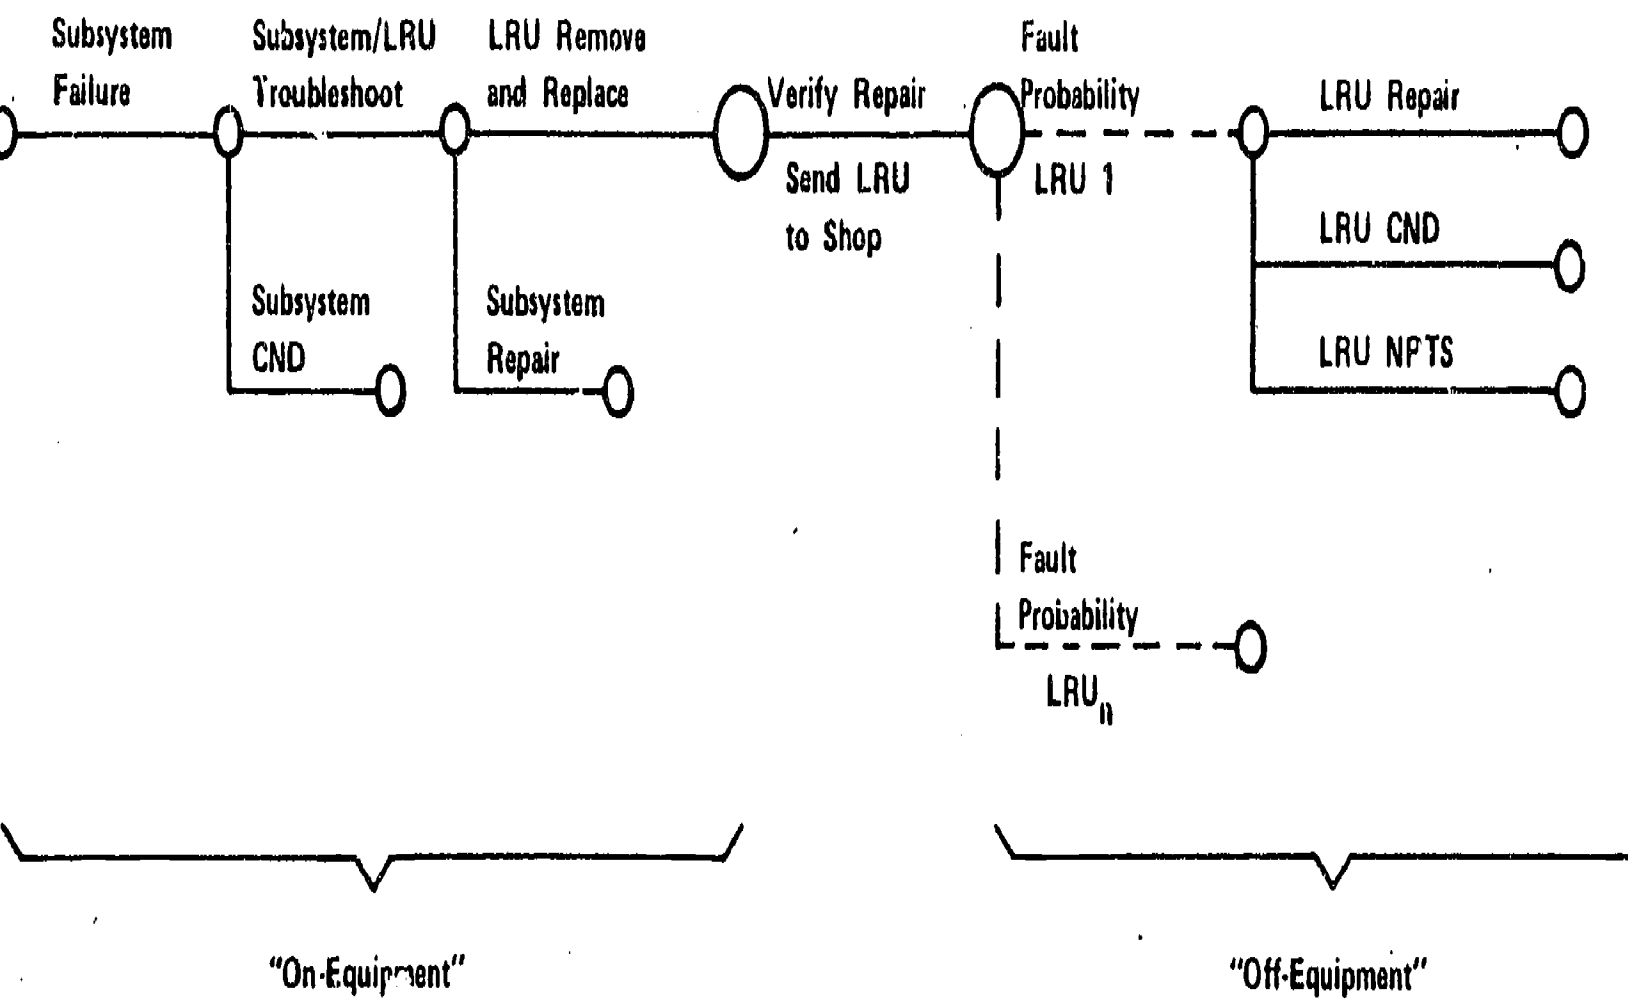 Subsystem
Failure
Subsystem/LRU
Troubleshoot
LRU Remove
and Replace
Verify Repair
Send LRU
to Shop
Fault
Probability
LRU 1
LRU Repair
LRU CND
LRU NPTS
Subsystem
CND
Subsystem
Repair
Fault
Probability
LRUn
"On-Equipment"
"Off-Equipment"